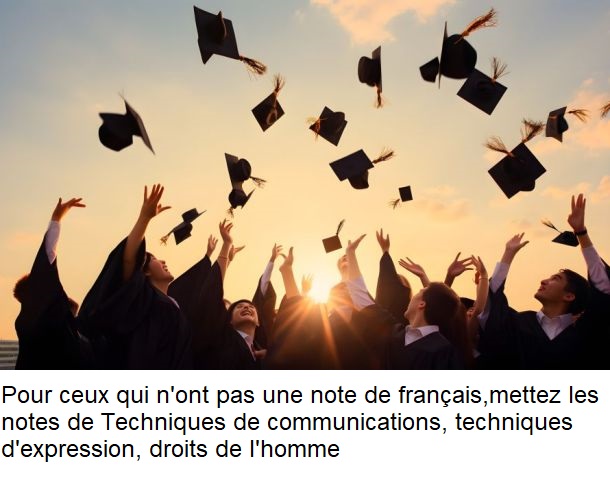 Pour ceux qui n'ont pas une note de français,mettez les
notes de Techniques de communications, techniques
d'expression, droits de l'homme